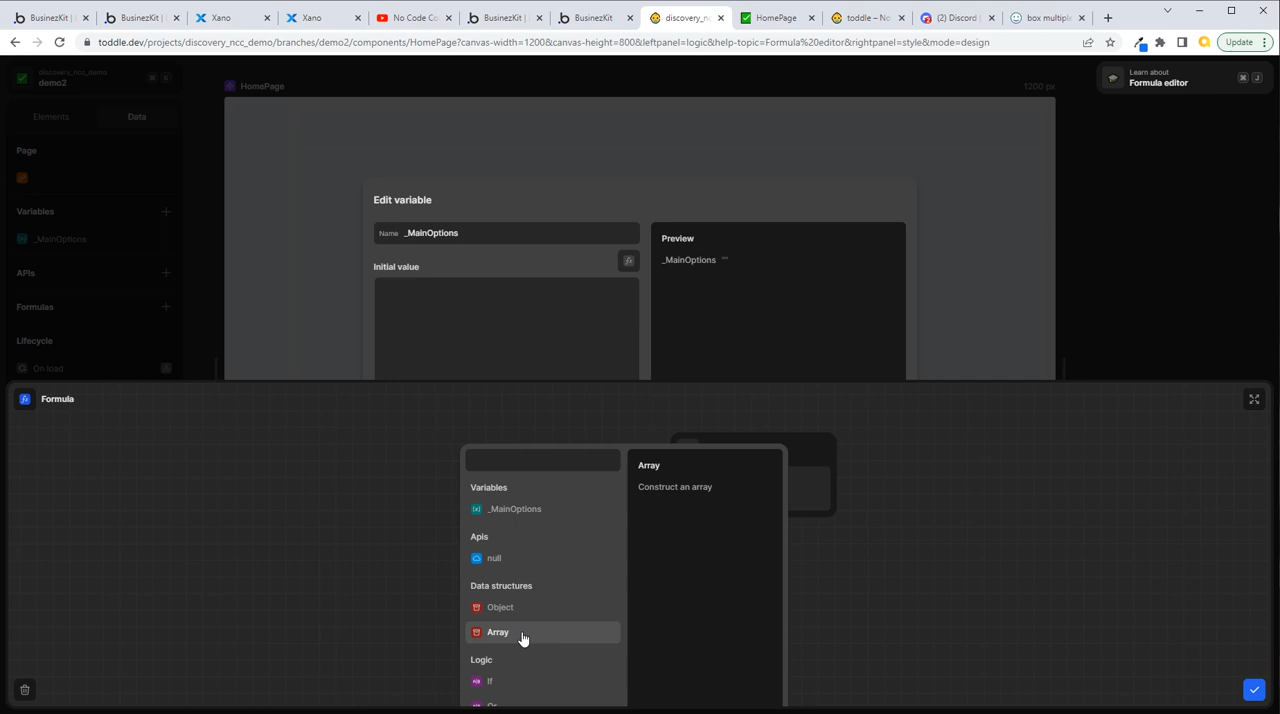 BusinezKit |
BusinezKit |
Xano
Xano
No Code Co
BusinezKit |
BusinezKit
discovery_nc
HomePage
toddle – No
(2) Discord |
box multiple
toddle.dev/projects/discovery_ncc_demo/branches/demo2/components/HomePage?canvas-width=1200&canvas-height=800&leftpanel=logic&help-topic=Formula%20editor&rightpanel=style&mode=design
Update
discovery_ncc_demo
demo2
⌘ K
HomePage
1200 px
Learn about
Formula editor
⌘ J
Elements
Data
Page
Variables
_MainOptions
APIs
Formulas
Lifecycle
On load
Edit variable
Name _MainOptions
Initial value
Preview
_MainOptions ""
Formula
Variables
_MainOptions
Apis
null
Data structures
Object
Array
Logic
If
Or
Array
Construct an array